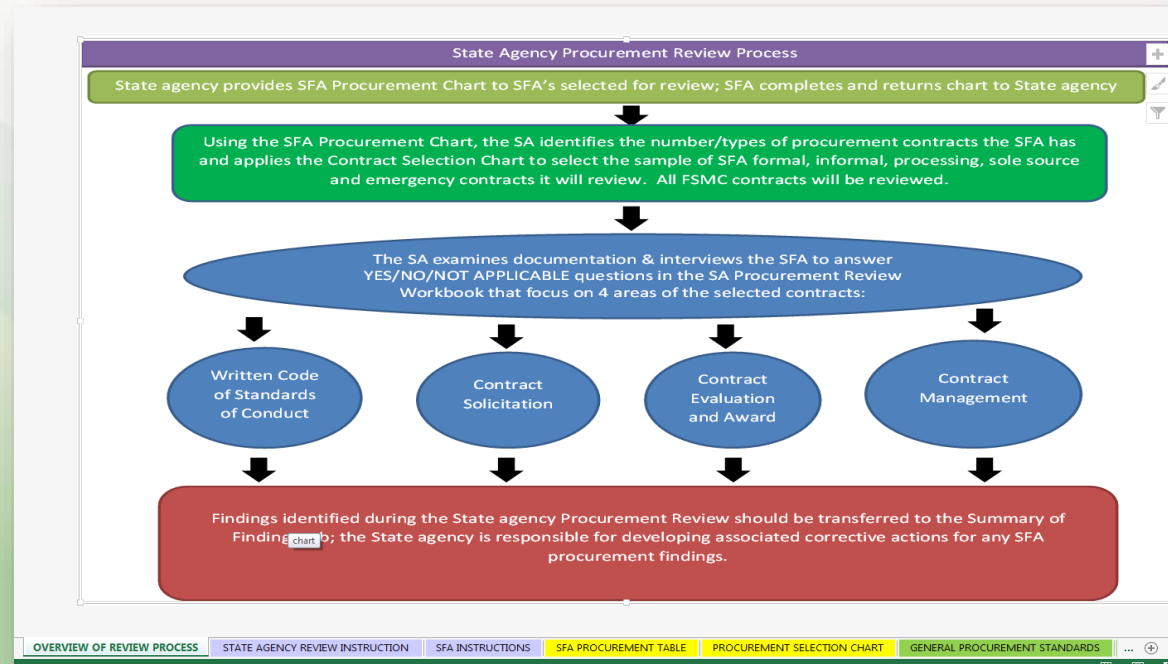 State Agency Procurement Review Process
State agency provides SFA Procurement Chart to SFA's selected for review; SFA completes and returns chart to State agency
Using the SFA Procurement Chart, the SA identifies the number/types of procurement contracts the SFA has
and applies the Contract Selection Chart to select the sample of SFA formal, informal, processing, sole source
and emergency contracts it will review. All FSMC contracts will be reviewed.
The SA examines documentation & interviews the SFA to answer
YES/NO/NOT APPLICABLE questions in the SA Procurement Review
Workbook that focus on 4 areas of the selected contracts:
Written Code
of Standards
of Conduct
Contract
Solicitation
Contract
Evaluation
and Award
Contract
Management
Findings identified during the State agency Procurement Review should be transferred to the Summary of
; the State agency is responsible for developing associated corrective actions for any SFA
procurement findings.
chart
OVERVIEW OF REVIEW PROCESS
STATE AGENCY REVIEW INSTRUCTION
SFA INSTRUCTIONS
SFA PROCUREMENT TABLE
PROCUREMENT SELECTION CHART
GENERAL PROCUREMENT STANDARDS
...